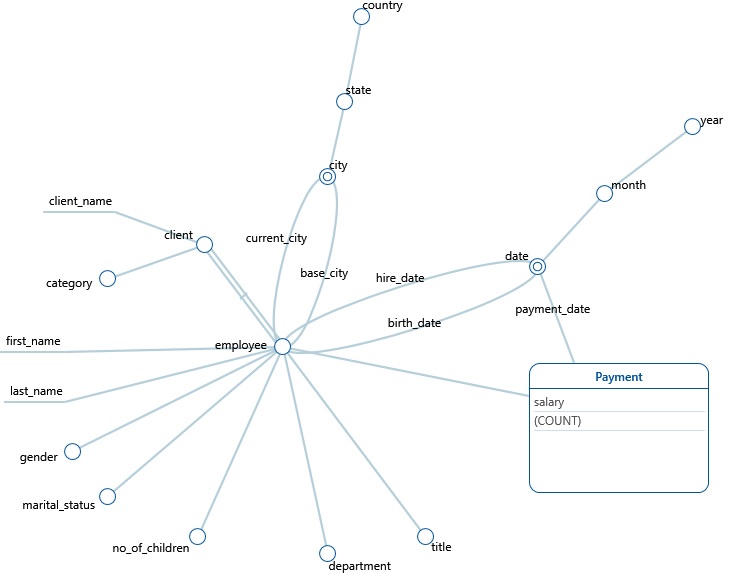 country
state
year
city
month
client_name
client
current_city
date
base_city
hire_date
category
payment_date
birth_date
first_name
employee
Payment
last_name
salary
(COUNT)
gender
marital_status
no_of_children
title
department